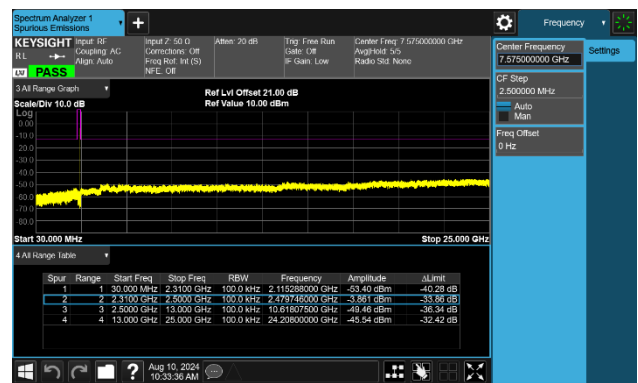 Spectrum Analyzer 1
Spurious Emissions
Frequency
KEYSIGHT
Input: RF
Input Z: 50 Ω
Atten: 20 dB
Trig: Free Run
Center Freq: 7.575000000 GHz
RL
Coupling: AC
Corrections: Off
Gate: Off
Avg|Hold: 5/5
Align: Auto
Freq Ref: Int (S)
IF Gain: Low
Radio Std: None
NFE: Off
LW PASS
Center Frequency
7.575000000 GHz
Settings
CF Step
2.500000 MHz
Auto
Man
Freq Offset
0 Hz
3 All Range Graph
Ref Lvl Offset 21.00 dB
Scale/Div 10.0 dB
Ref Value 10.00 dBm
Log
0.00
-10.0
-20.0
-30.0
-40.0
-50.0
-60.0
-70.0
-80.0
Start 30.000 MHz
Stop 25.000 GHz
4 All Range Table
Spur Range Start Freq Stop Freq RBW Frequency Amplitude ΔLimit
1 1 30.000 MHz 2.3100 GHz 100.0 kHz 2.115288000 GHz -53.40 dBm -40.28 dB
2 2 2.3100 GHz 2.5000 GHz 100.0 kHz 2.479746000 GHz -3.861 dBm -33.86 dB
3 3 2.5000 GHz 13.000 GHz 100.0 kHz 10.61807500 GHz -49.46 dBm -36.34 dB
4 4 13.000 GHz 25.000 GHz 100.0 kHz 24.20800000 GHz -45.54 dBm -32.42 dB
Aug 10, 2024
10:33:36 AM